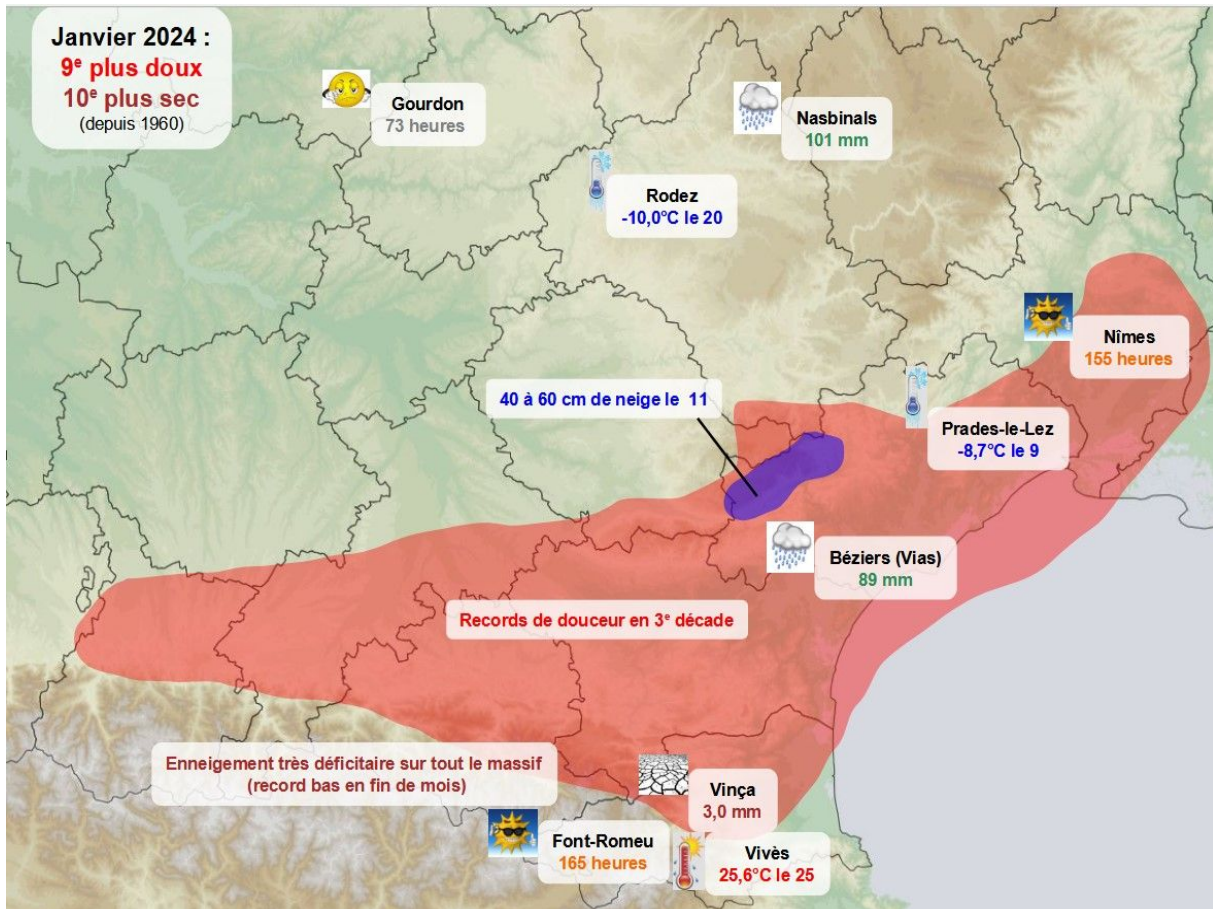 Janvier 2024 :
9e plus doux
10e plus sec
(depuis 1960)
Gourdon
73 heures
Nasbinals
101 mm
Rodez
-10,0°C le 20
Nîmes
155 heures
40 à 60 cm de neige le 11
Prades-le-Lez
-8,7°C le 9
Béziers (Vias)
89 mm
Records de douceur en 3e décade
Enneigement très déficitaire sur tout le massif
(record bas en fin de mois)
Vinça
3,0 mm
Font-Romeu
165 heures
Vivès
25,6°C le 25